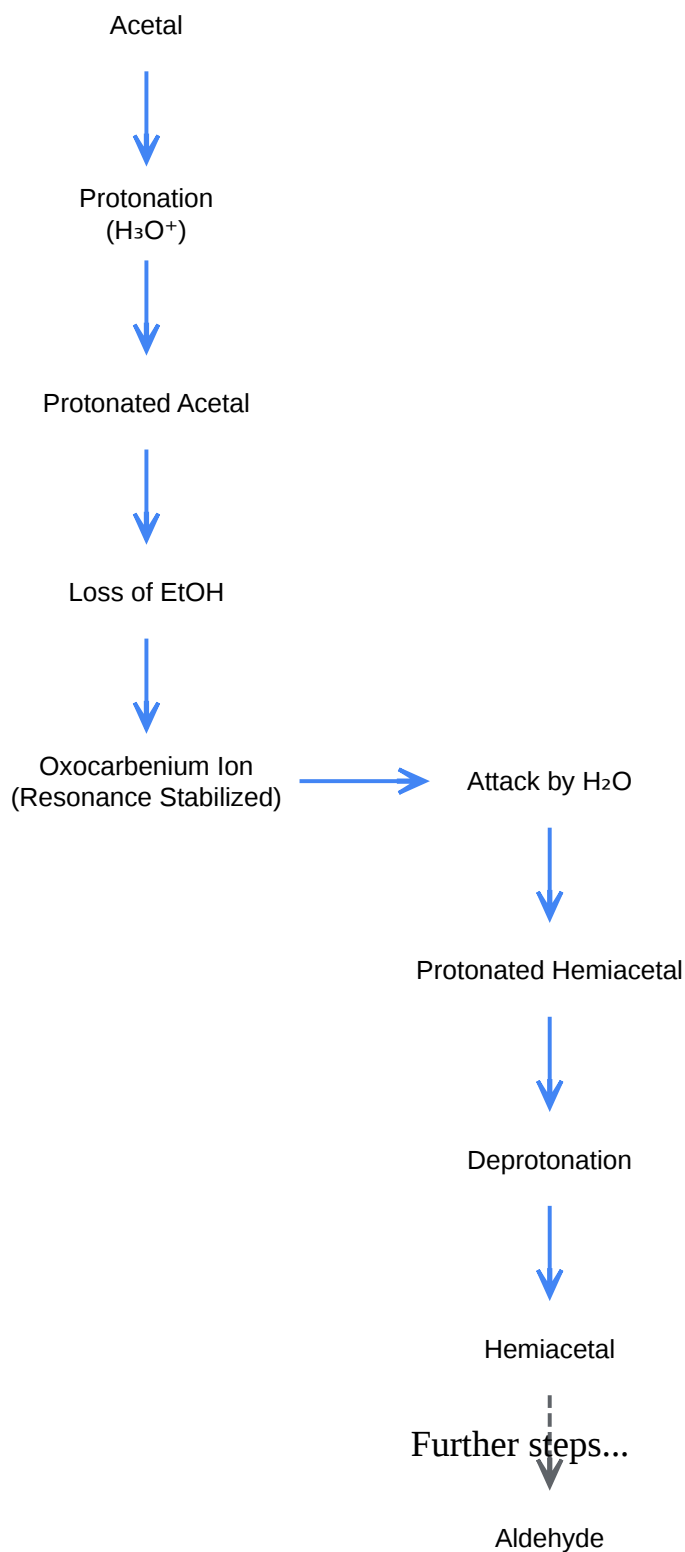 Acetal
Protonation
(H₃O⁺)
Protonated Acetal
Loss of EtOH
Oxocarbenium Ion
(Resonance Stabilized)
Attack by H₂O
Protonated Hemiacetal
Deprotonation
Hemiacetal
Further steps...
Aldehyde